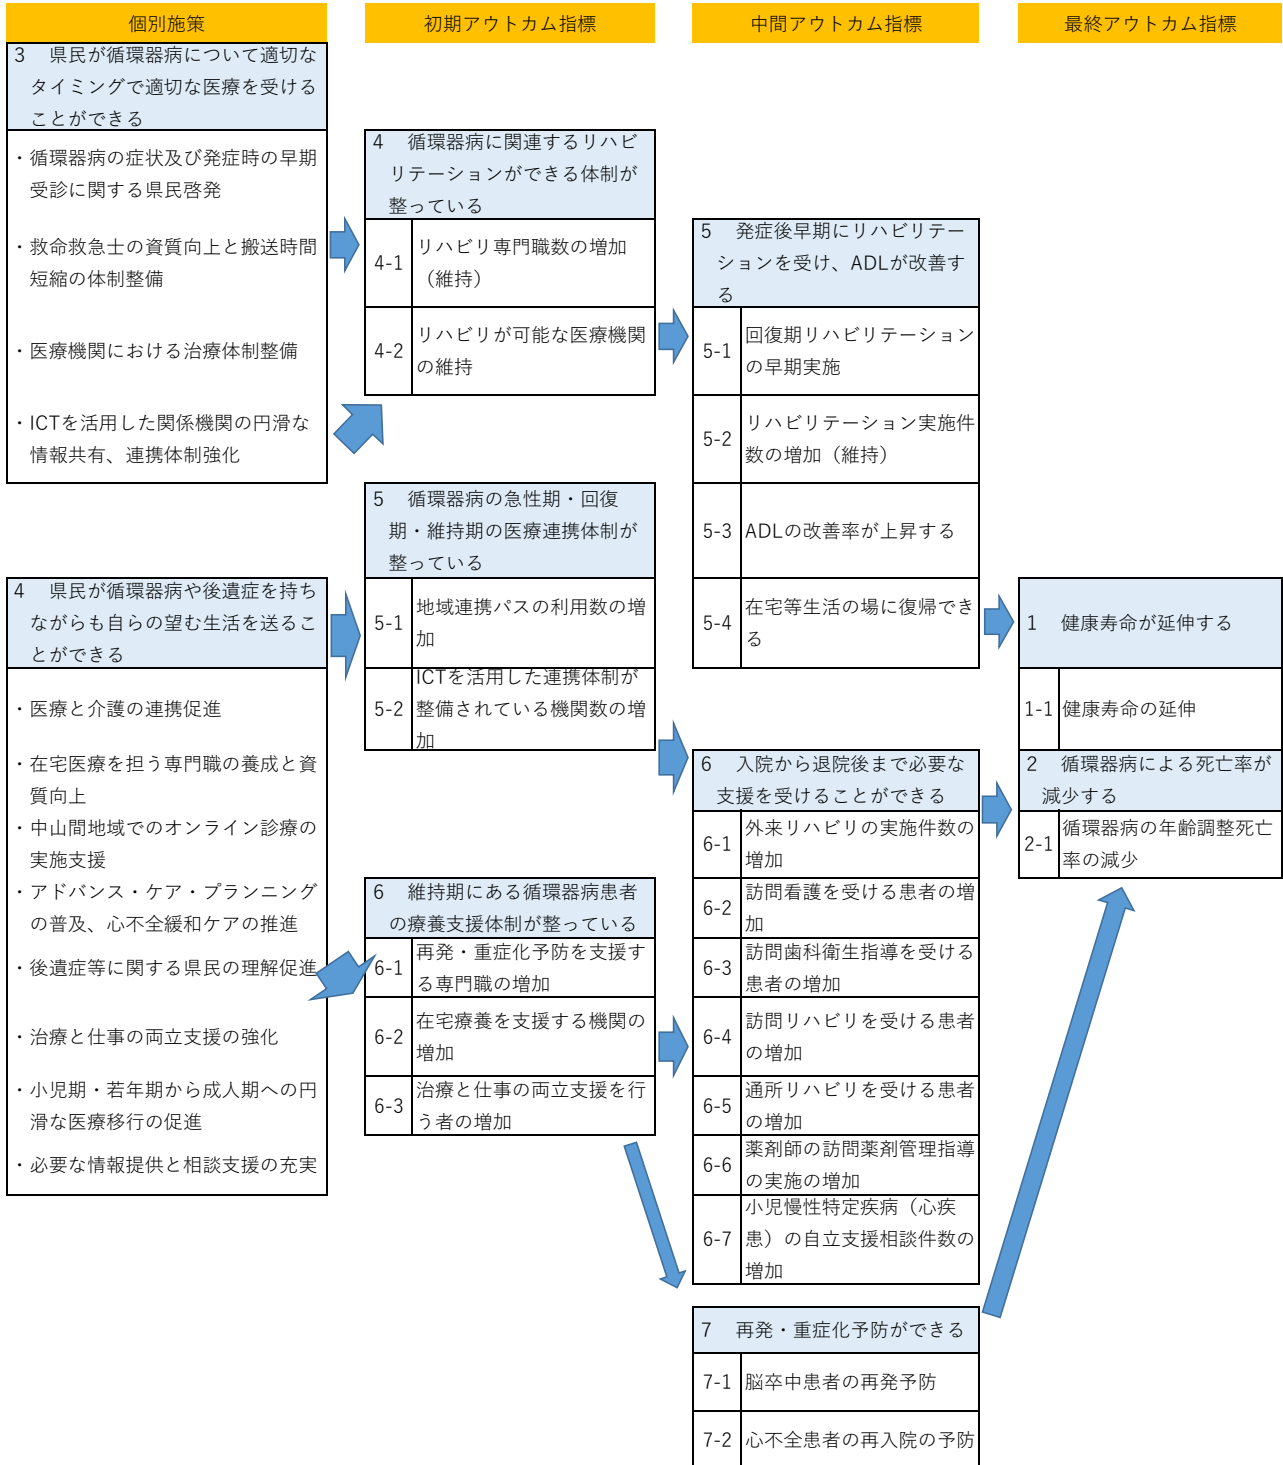 個別施策
3　県民が循環器病について適切な
タイミングで適切な医療を受ける
ことができる
・循環器病の症状及び発症時の早期
受診に関する県民啓発
・救命救急士の資質向上と搬送時間
短縮の体制整備
・医療機関における治療体制整備
・ICTを活用した関係機関の円滑な
情報共有、連携体制強化
4　県民が循環器病や後遺症を持ち
ながらも自らの望む生活を送るこ
とができる
・医療と介護の連携促進
・在宅医療を担う専門職の養成と資
質向上
・中山間地域でのオンライン診療の
実施支援
・アドバンス・ケア・プランニング
の普及、心不全緩和ケアの推進
・後遺症等に関する県民の理解促進
・治療と仕事の両立支援の強化
・小児期・若年期から成人期への円
滑な医療移行の促進
・必要な情報提供と相談支援の充実
初期アウトカム指標
4　循環器病に関連するリハビ
リテーションができる体制が
整っている
4-1 リハビリ専門職数の増加
（維持）
4-2 リハビリが可能な医療機関
の維持
5　循環器病の急性期・回復
期・維持期の医療連携体制が
整っている
5-1 地域連携パスの利用数の増
加
5-2 ICTを活用した連携体制が
整備されている機関数の増
加
6　維持期にある循環器病患者
の療養支援体制が整っている
6-1 再発・重症化予防を支援す
る専門職の増加
6-2 在宅療養を支援する機関の
増加
6-3 治療と仕事の両立支援を行
う者の増加
中間アウトカム指標
5　発症後早期にリハビリテー
ションを受け、ADLが改善す
る
5-1 回復期リハビリテーション
の早期実施
5-2 リハビリテーション実施件
数の増加（維持）
5-3 ADLの改善率が上昇する
5-4 在宅等生活の場に復帰でき
る
6　入院から退院後まで必要な
支援を受けることができる
6-1 外来リハビリの実施件数の
増加
6-2 訪問看護を受ける患者の増
加
6-3 訪問歯科衛生指導を受ける
患者の増加
6-4 訪問リハビリを受ける患者
の増加
6-5 通所リハビリを受ける患者
の増加
6-6 薬剤師の訪問薬剤管理指導
の実施の増加
6-7 小児慢性特定疾病（心疾
患）の自立支援相談件数の
増加
7　再発・重症化予防ができる
7-1 脳卒中患者の再発予防
7-2 心不全患者の再入院の予防
最終アウトカム指標
1　健康寿命が延伸する
1-1 健康寿命の延伸
2　循環器病による死亡率が
減少する
2-1 循環器病の年齢調整死亡
率の減少